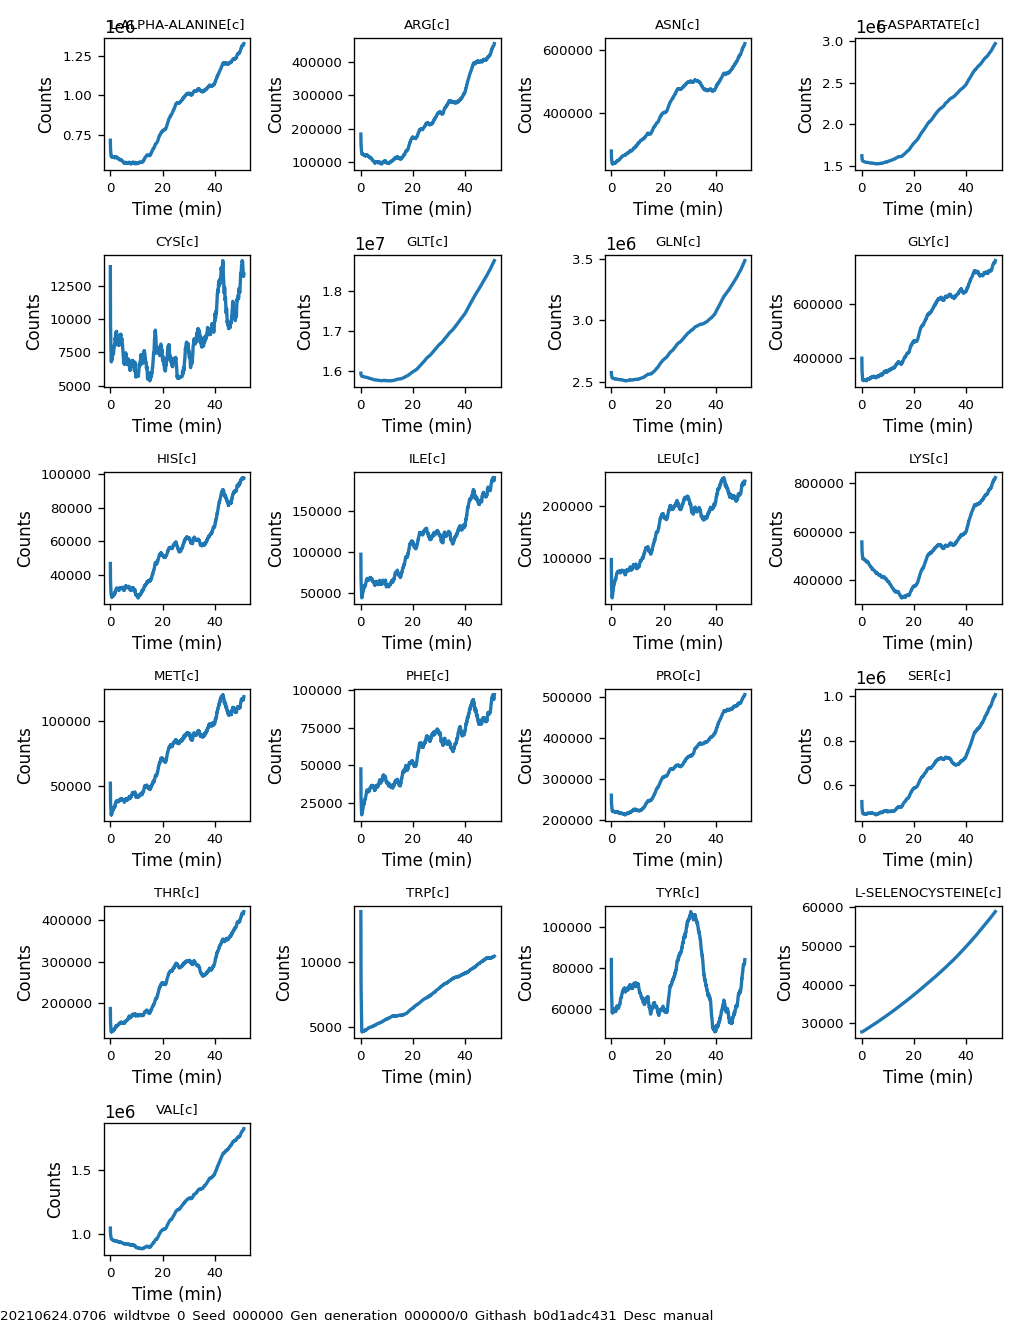 1e6 L-ALPHA-ALANINE[c] ARG[c] ASN[c] 1e6 L-ASPARTATE[c]
1.25
1.00
0.75
Counts
0 20 40
Time (min)
400000
300000
200000
100000
Counts
0 20 40
Time (min)
600000
400000
Counts
0 20 40
Time (min)
3.0
2.5
2.0
1.5
Counts
0 20 40
Time (min)
CYS[c] 1e7 GLT[c] 1e6 GLN[c] GLY[c]
12500
10000
7500
5000
Counts
0 20 40
Time (min)
1.8
1.7
1.6
Counts
0 20 40
Time (min)
3.5
3.0
2.5
Counts
0 20 40
Time (min)
600000
400000
Counts
0 20 40
Time (min)
HIS[c] ILE[c] LEU[c] LYS[c]
100000
80000
60000
40000
Counts
0 20 40
Time (min)
150000
100000
50000
Counts
0 20 40
Time (min)
200000
100000
Counts
0 20 40
Time (min)
800000
600000
400000
Counts
0 20 40
Time (min)
MET[c] PHE[c] PRO[c] 1e6 SER[c]
100000
50000
Counts
0 20 40
Time (min)
100000
75000
50000
25000
Counts
0 20 40
Time (min)
500000
400000
300000
200000
Counts
0 20 40
Time (min)
1.0
0.8
0.6
Counts
0 20 40
Time (min)
THR[c] TRP[c] TYR[c] L-SELENOCYSTEINE[c]
400000
300000
200000
Counts
0 20 40
Time (min)
10000
5000
Counts
0 20 40
Time (min)
100000
80000
60000
Counts
0 20 40
Time (min)
60000
50000
40000
30000
Counts
0 20 40
Time (min)
1e6 VAL[c]
1.5
1.0
Counts
0 20 40
Time (min)
20210624.0706_wildtype_0_Seed_000000_Gen_generation_000000/0_Githash_b0d1adc431_Desc_manual